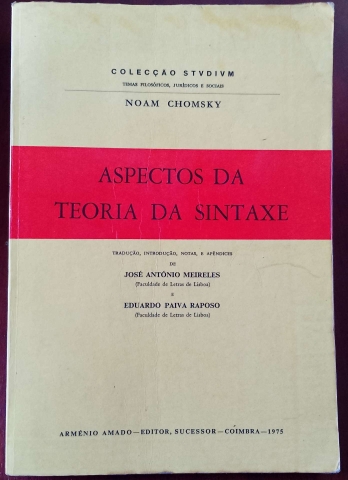 COLECÇÃO STVDIVM
TEMAS FILOSÓFICOS, JURÍDICOS E SOCIAIS
NOAM CHOMSKY
ASPECTOS DA
TEORIA DA SINTAXE
TRADUÇÃO, INTRODUÇÃO, NOTAS, E APÊNDICES
DE
JOSÉ ANTÓNIO MEIRELES
(Faculdade de Letras de Lisboa)
E
EDUARDO PAIVA RAPOSO
(Faculdade de Letras de Lisboa)
ARMÉNIO AMADO—EDITOR, SUCESSOR—COIMBRA—1975